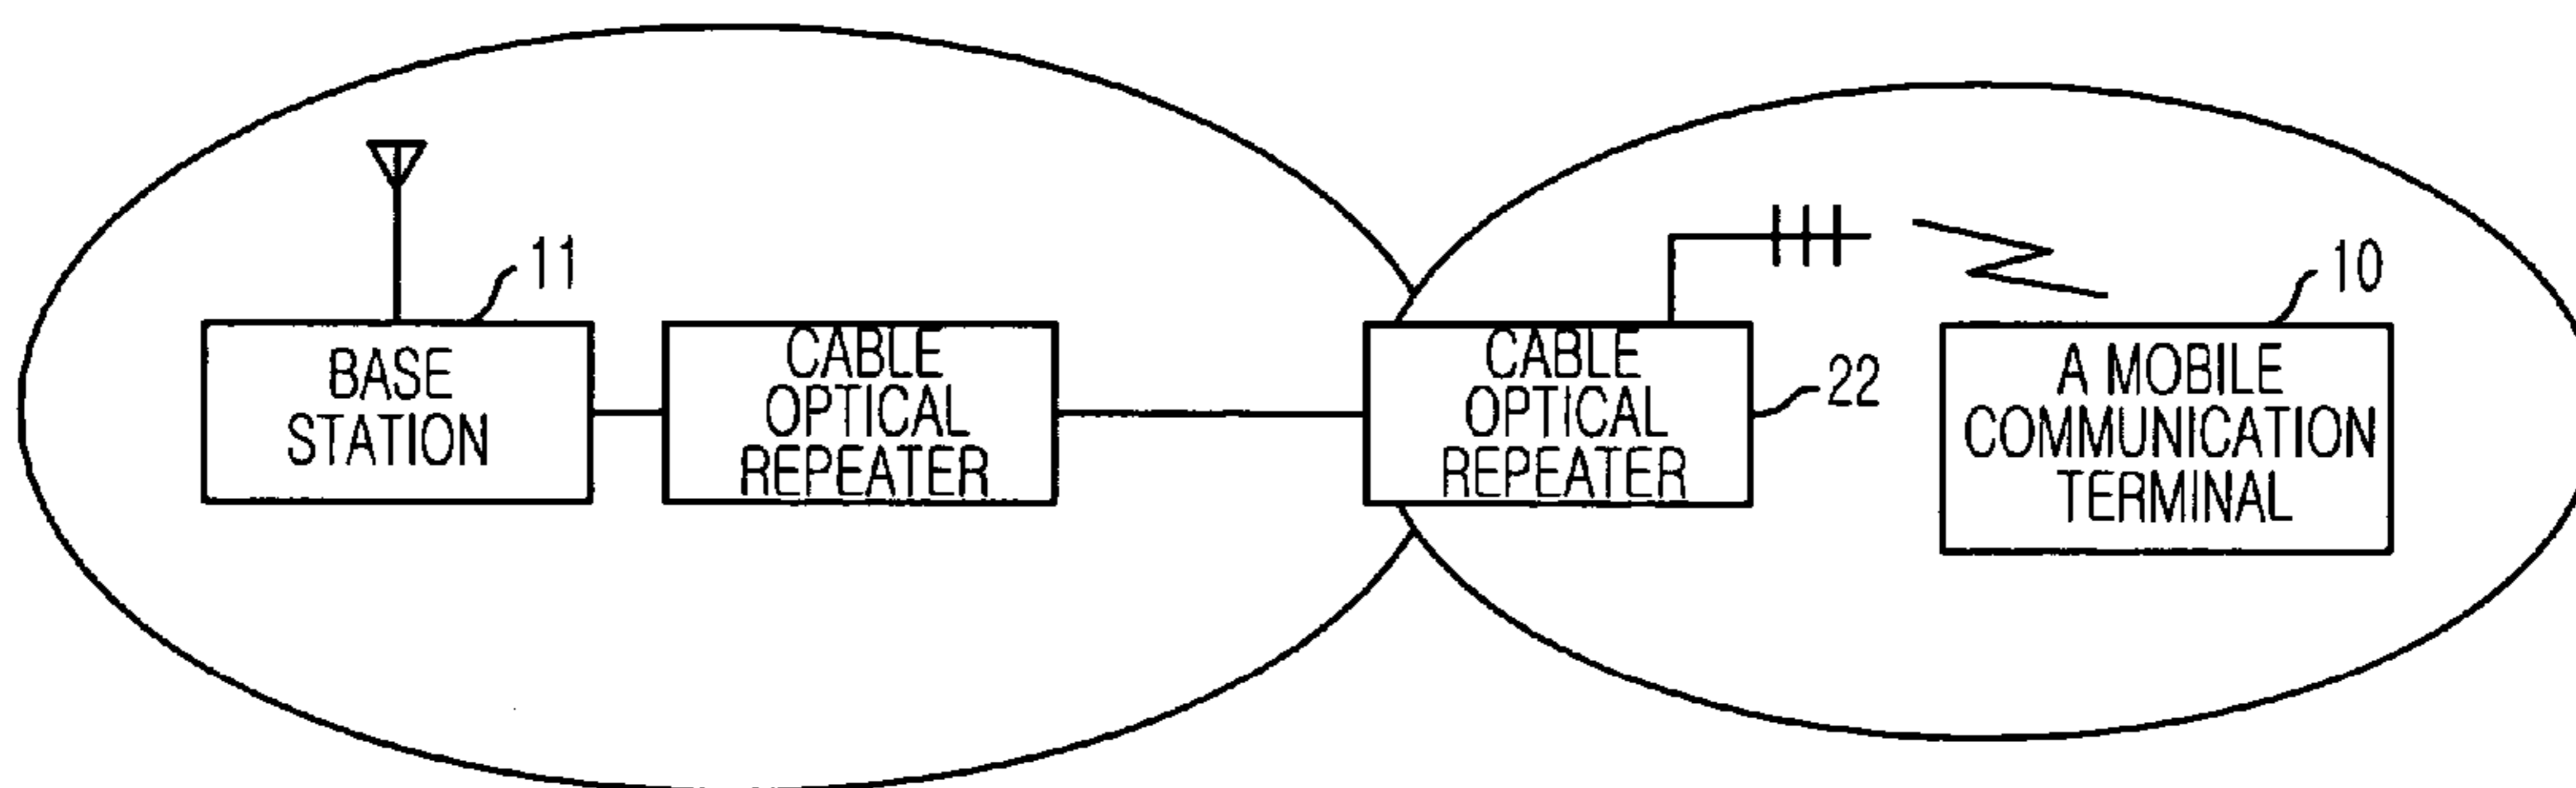 11
BASE
STATION
CABLE
OPTICAL
REPEATER
CABLE
OPTICAL
REPEATER
22
10
A MOBILE
COMMUNICATION
TERMINAL